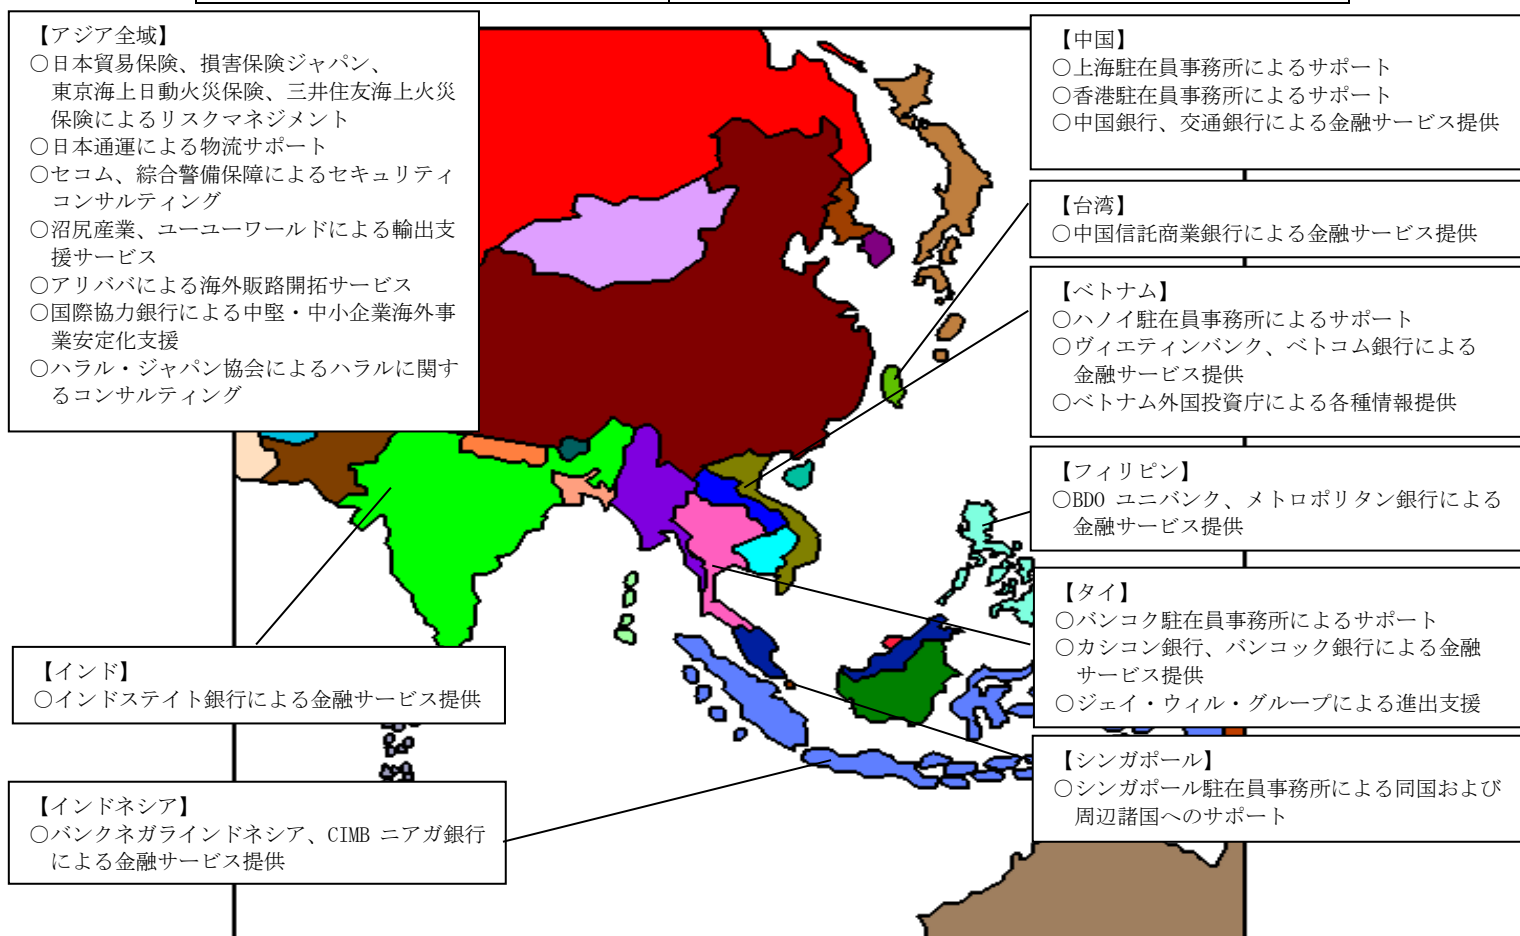 【アジア全域】
○日本貿易保険、損害保険ジャパン、
東京海上日動火災保険、三井住友海上火災
保険によるリスクマネジメント
○日本通運による物流サポート
○セコム、綜合警備保障によるセキュリティ
コンサルティング
○沼尻産業、ユーユーワールドによる輸出支
援サービス
○アリババによる海外販路開拓サービス
○国際協力銀行による中堅・中小企業海外事
業安定化支援
○ハラル・ジャパン協会によるハラルに関す
るコンサルティング
【インド】
○インドステイト銀行による金融サービス提供
【インドネシア】
○バンクネガラインドネシア、CIMB ニアガ銀行
による金融サービス提供
【中国】
○上海駐在員事務所によるサポート
○香港駐在員事務所によるサポート
○中国銀行、交通銀行による金融サービス提供
【台湾】
○中国信託商業銀行による金融サービス提供
【ベトナム】
○ハノイ駐在員事務所によるサポート
○ヴィエティンバンク、ベトコム銀行による
金融サービス提供
○ベトナム外国投資庁による各種情報提供
【フィリピン】
○BDO ユニバンク、メトロポリタン銀行による
金融サービス提供
【タイ】
○バンコク駐在員事務所によるサポート
○カシコン銀行、バンコック銀行による金融
サービス提供
○ジェイ・ウィル・グループによる進出支援
【シンガポール】
○シンガポール駐在員事務所による同国および
周辺諸国へのサポート